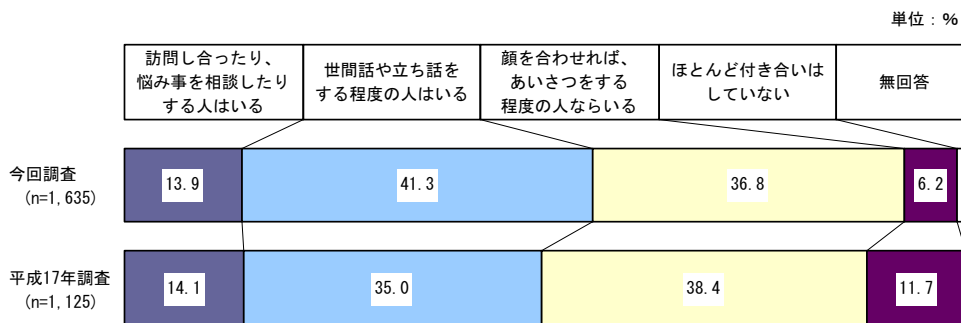 単位：％
訪問し合ったり、
悩み事を相談したり
する人はいる
世間話や立ち話を
する程度の人はいる
顔を合わせれば、
あいさつをする
程度の人ならいる
ほとんど付き合いは
していない
無回答
今回調査
(n=1,635)
13.9
41.3
36.8
6.2
平成17年調査
(n=1,125)
14.1
35.0
38.4
11.7